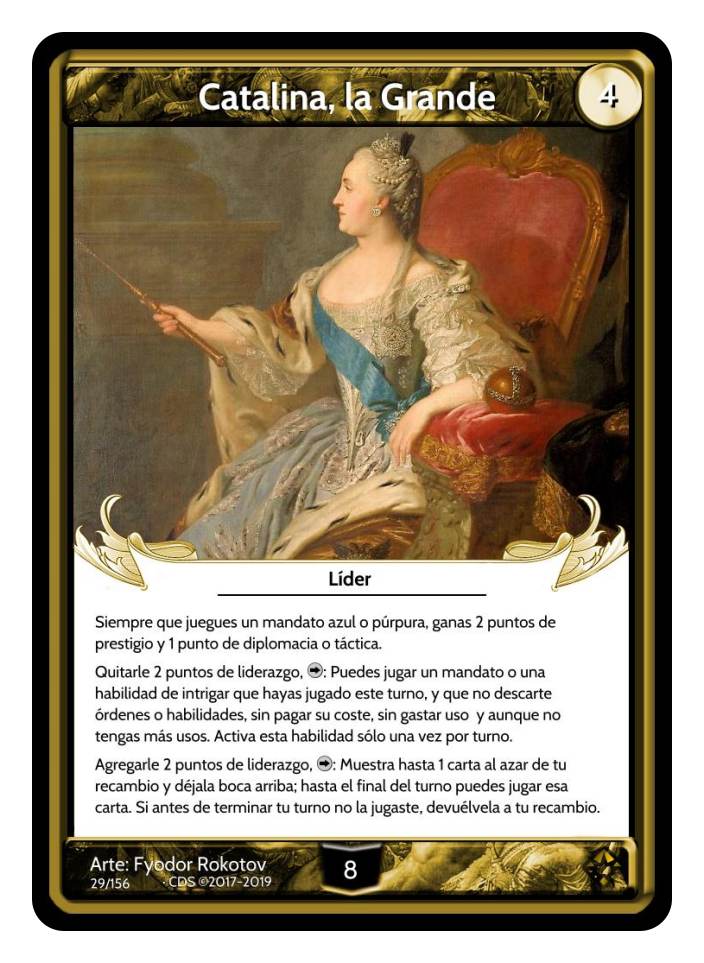 Catalina, la Grande
4
Líder
Siempre que juegues un mandato azul o púrpura, ganas 2 puntos de
prestigio y 1 punto de diplomacia o táctica.
Quitarle 2 puntos de liderazgo, : Puedes jugar un mandato o una
habilidad de intrigar que hayas jugado este turno, y que no descarte
órdenes o habilidades, sin pagar su coste, sin gastar uso y aunque no
tengas más usos. Activa esta habilidad sólo una vez por turno.
Agregarle 2 puntos de liderazgo, : Muestra hasta 1 carta al azar de tu
recambio y déjala boca arriba; hasta el final del turno puedes jugar esa
carta. Si antes de terminar tu turno no la jugaste, devuélvela a tu recambio.
Arte: Fyodor Rokotov
29/156 · CDS ©2017-2019
8